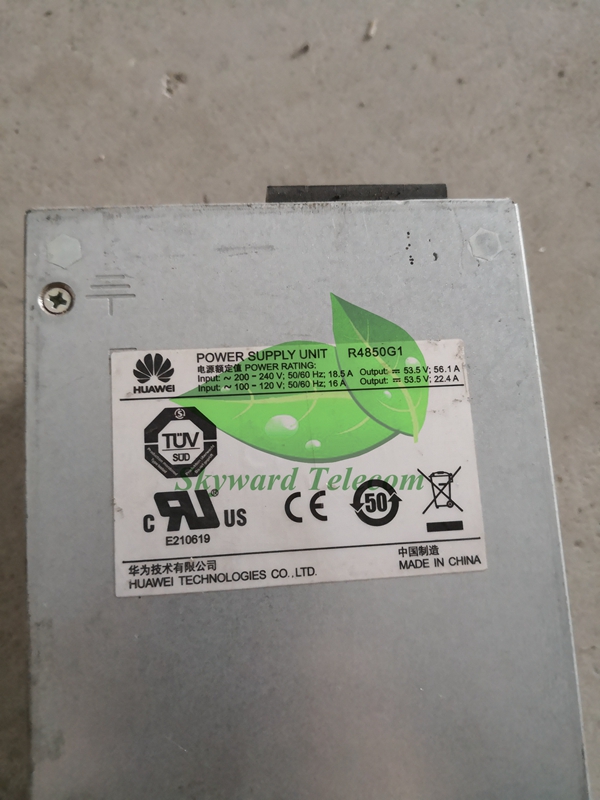 POWER SUPPLY UNIT R4850G1
电源额定值 POWER RATING:
Input: ~ 200 - 240 V; 50/60 Hz; 18.5 A Output: ⎓ 53.5 V; 56.1 A
Input: ~ 100 - 120 V; 50/60 Hz; 16 A Output: ⎓ 53.5 V; 22.4 A
HUAWEI
S
TÜV
SÜD
Skyward Telecom
c RU ® US
E210619
CE
50
华为技术有限公司
HUAWEI TECHNOLOGIES CO.,LTD.
中国制造
MADE IN CHINA